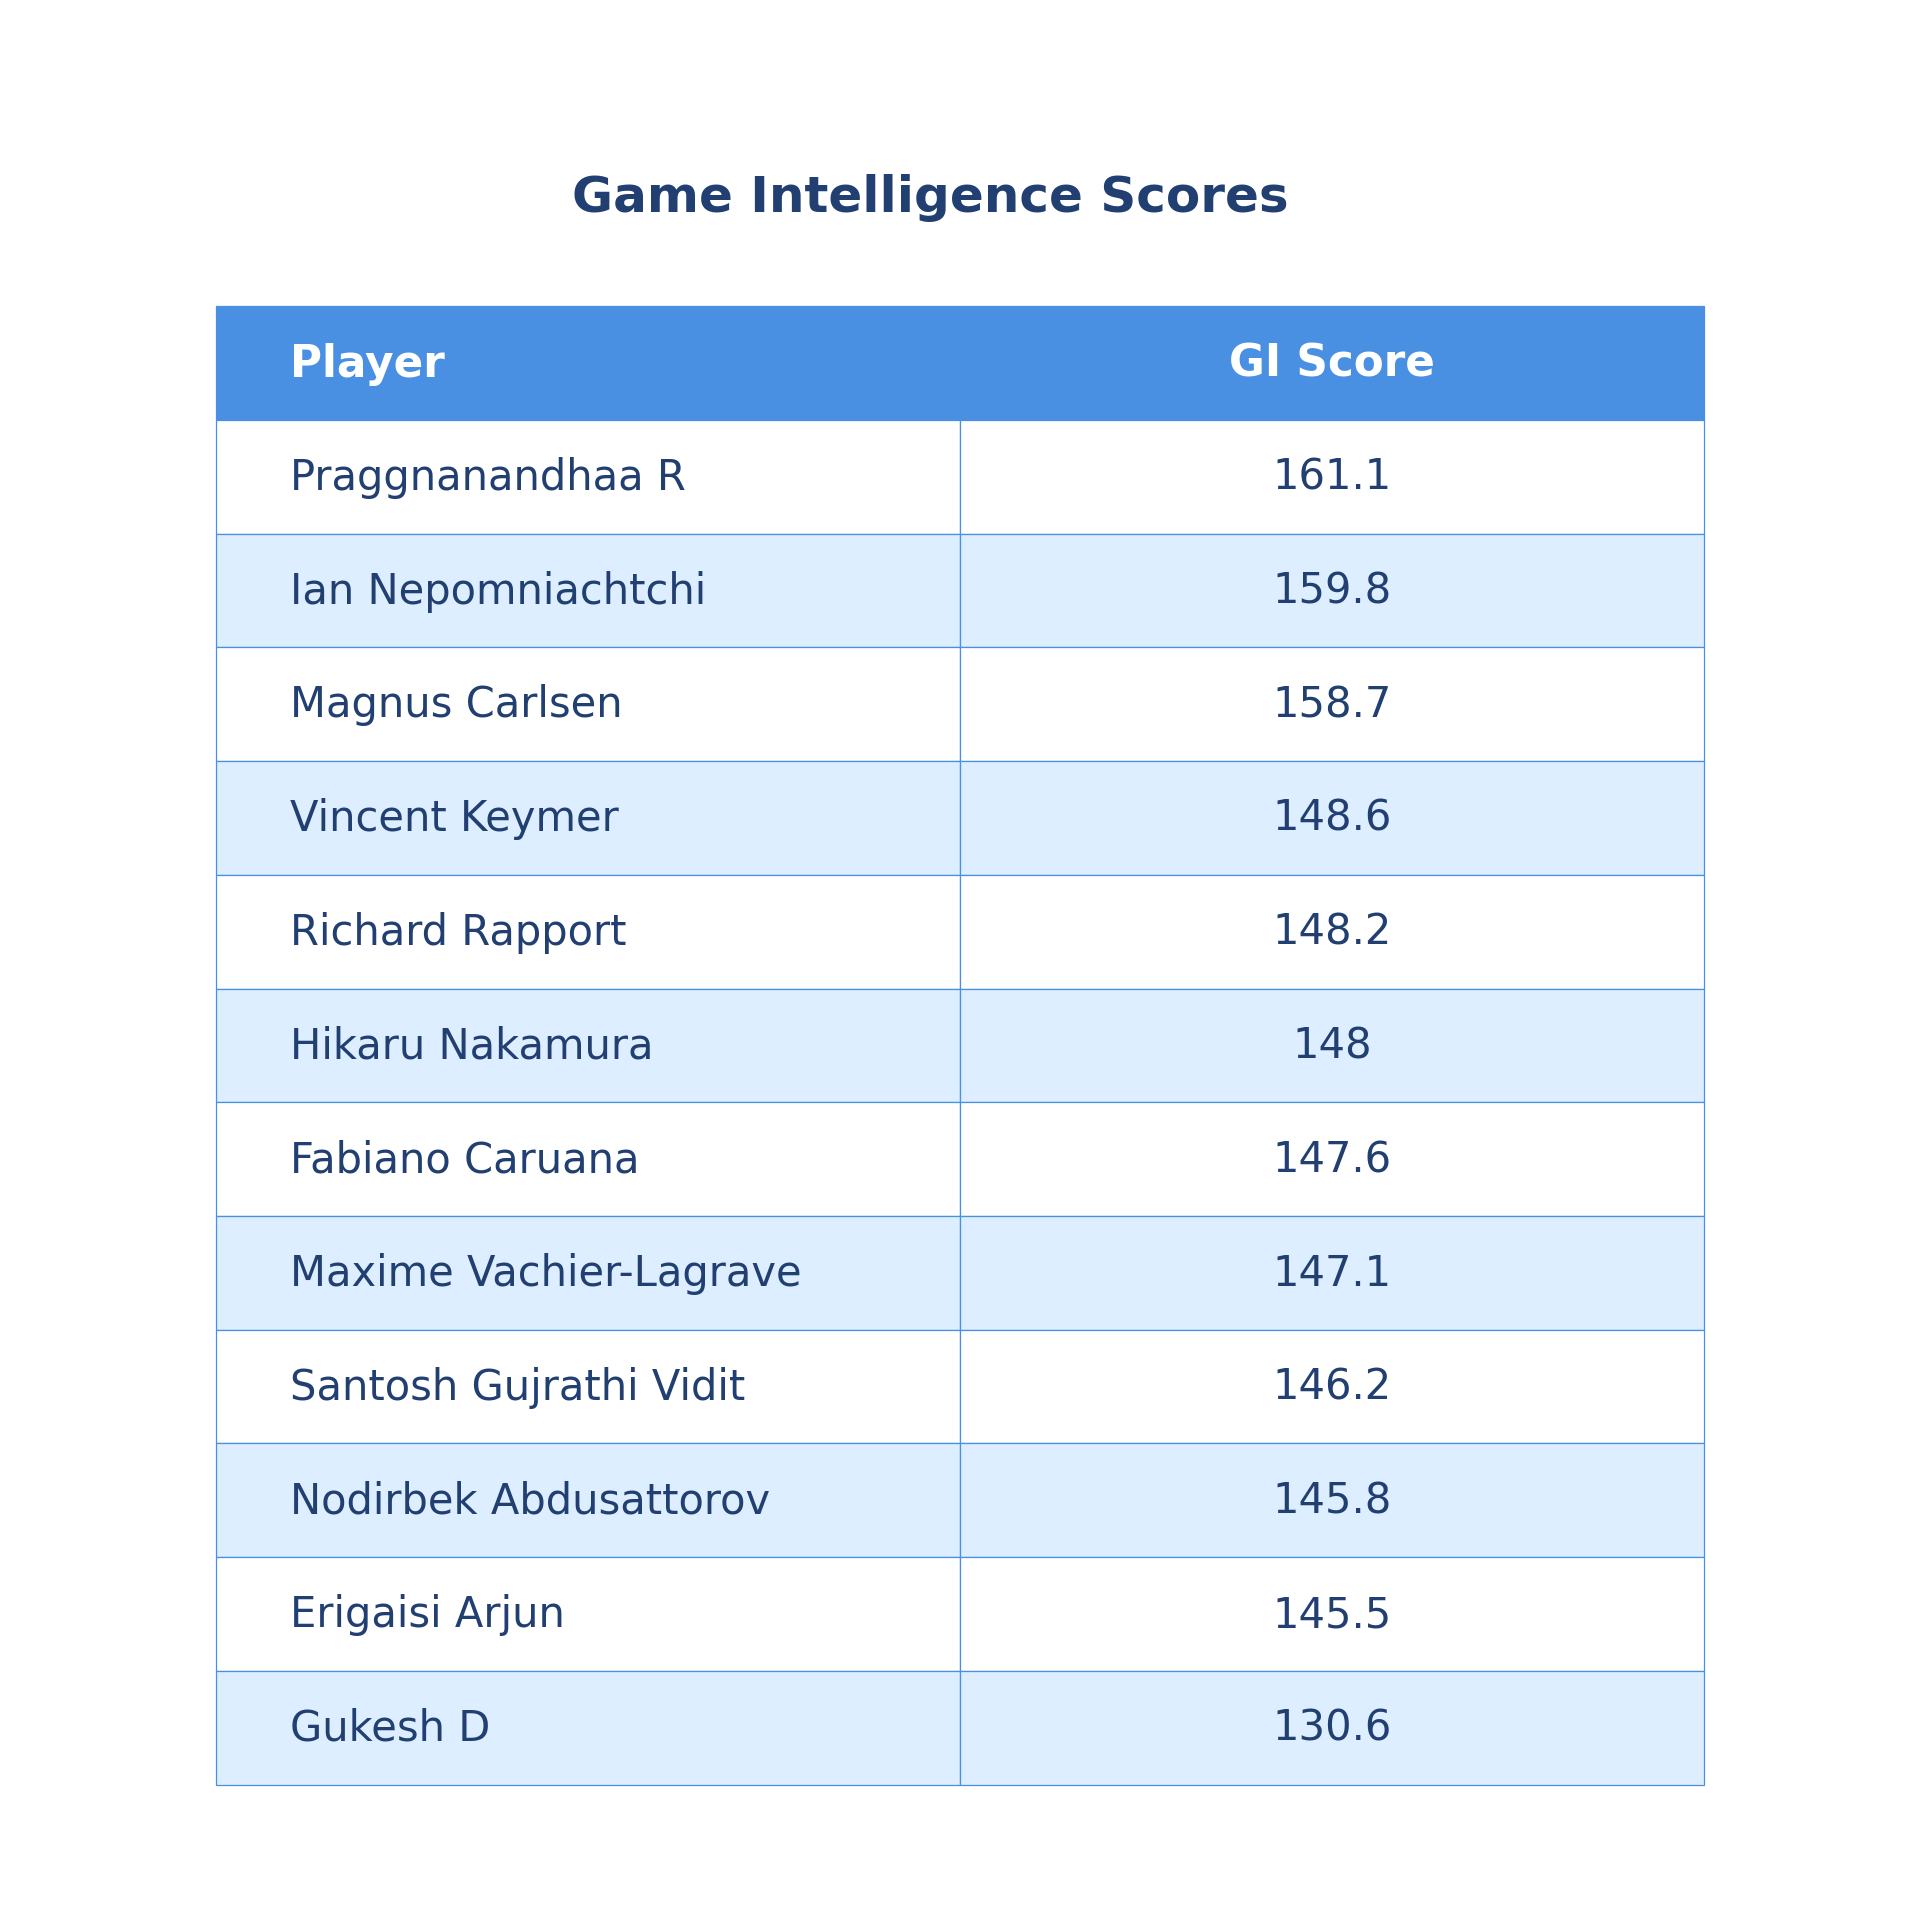 Game Intelligence Scores
Player GI Score
Praggnanandhaa R 161.1
Ian Nepomniachtchi 159.8
Magnus Carlsen 158.7
Vincent Keymer 148.6
Richard Rapport 148.2
Hikaru Nakamura 148
Fabiano Caruana 147.6
Maxime Vachier-Lagrave 147.1
Santosh Gujrathi Vidit 146.2
Nodirbek Abdusattorov 145.8
Erigaisi Arjun 145.5
Gukesh D 130.6